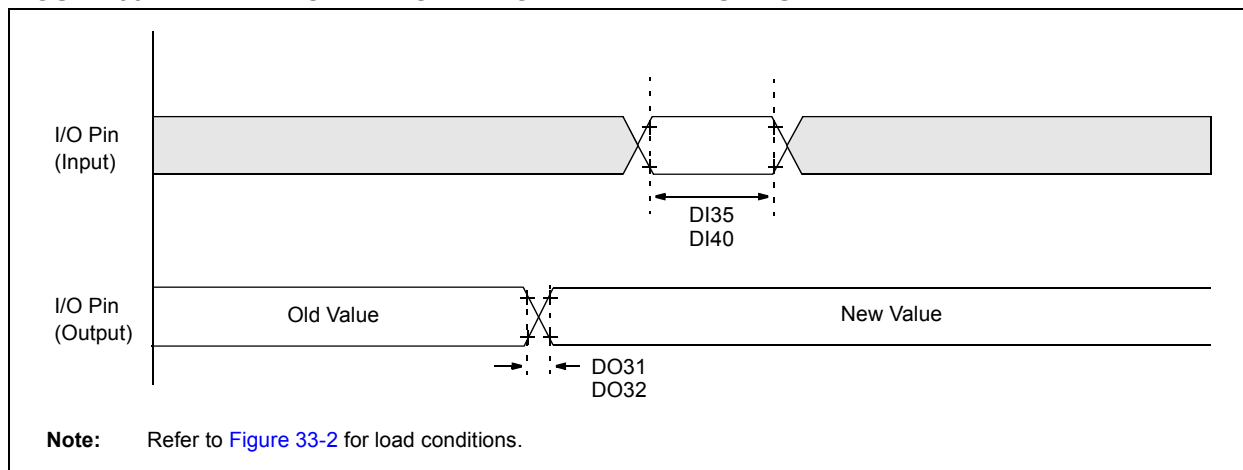 I/O Pin
(Input)
DI35
DI40
I/O Pin
(Output)
Old Value
New Value
DO31
DO32
Note: Refer to Figure 33-2 for load conditions.